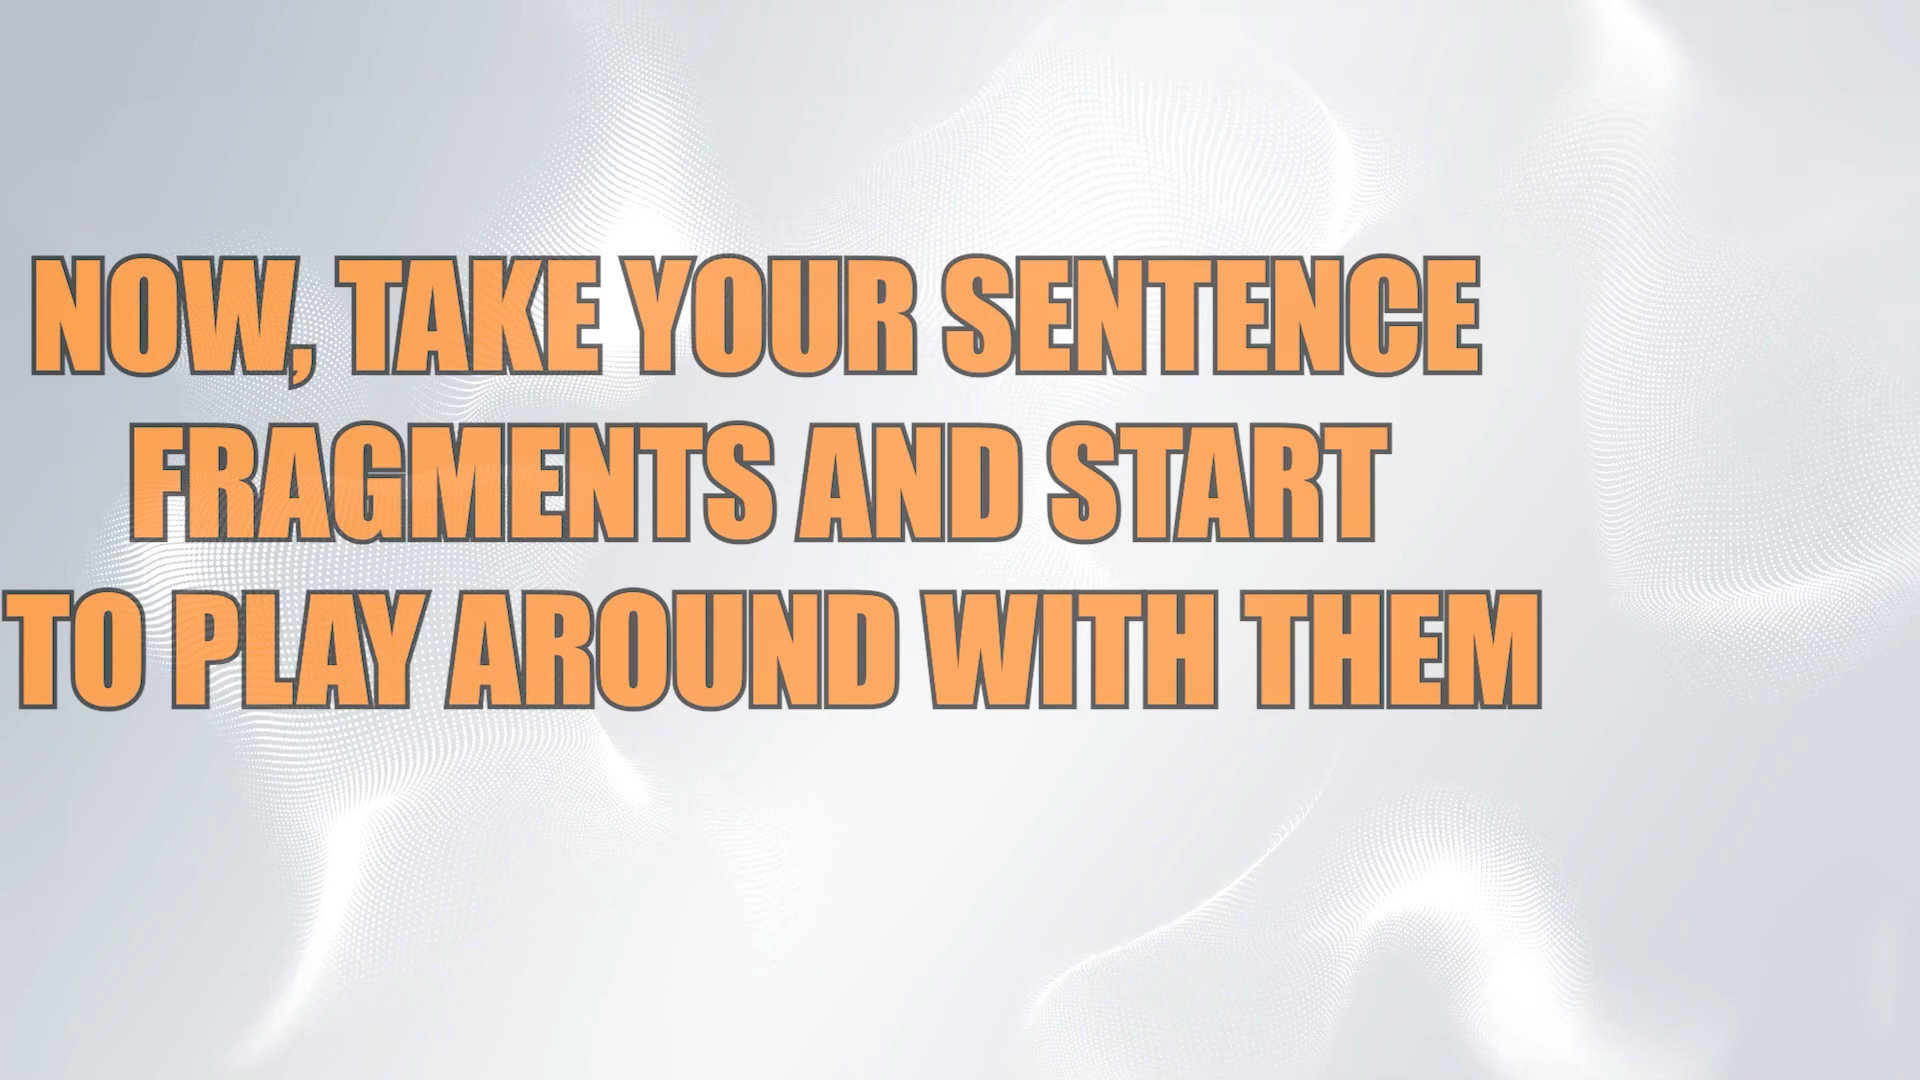 NOW, TAKE YOUR SENTENCE
FRAGMENTS AND START
TO PLAY AROUND WITH THEM